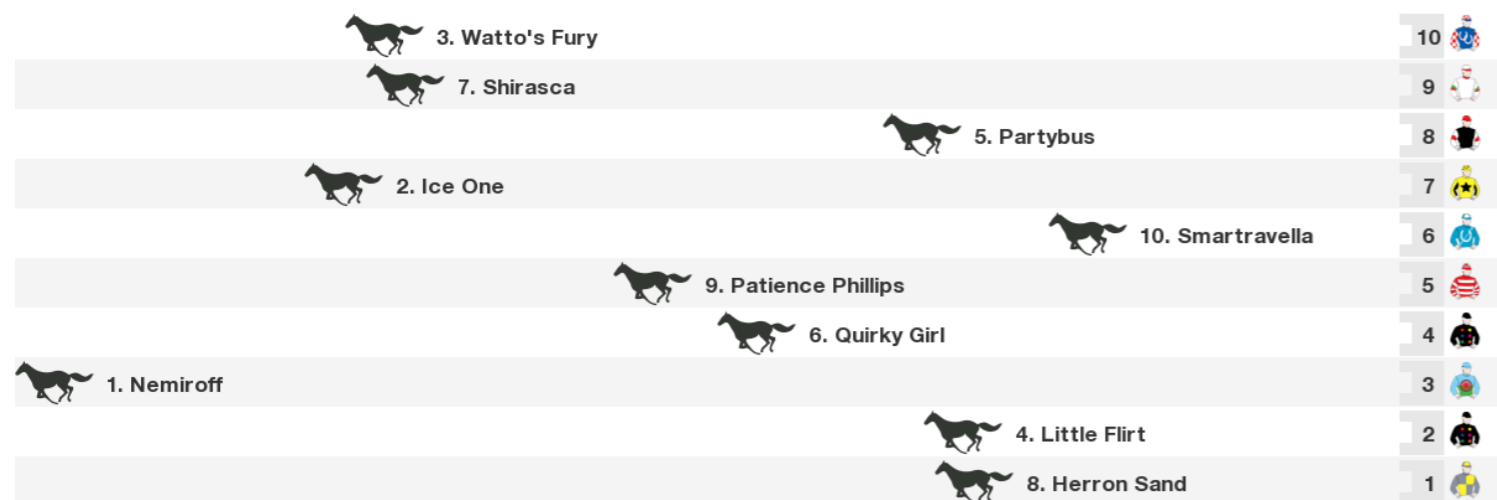 3. Watto's Fury 10
7. Shirasca 9
5. Partybus 8
2. Ice One 7
10. Smartravella 6
9. Patience Phillips 5
6. Quirky Girl 4
1. Nemiroff 3
4. Little Flirt 2
8. Herron Sand 1